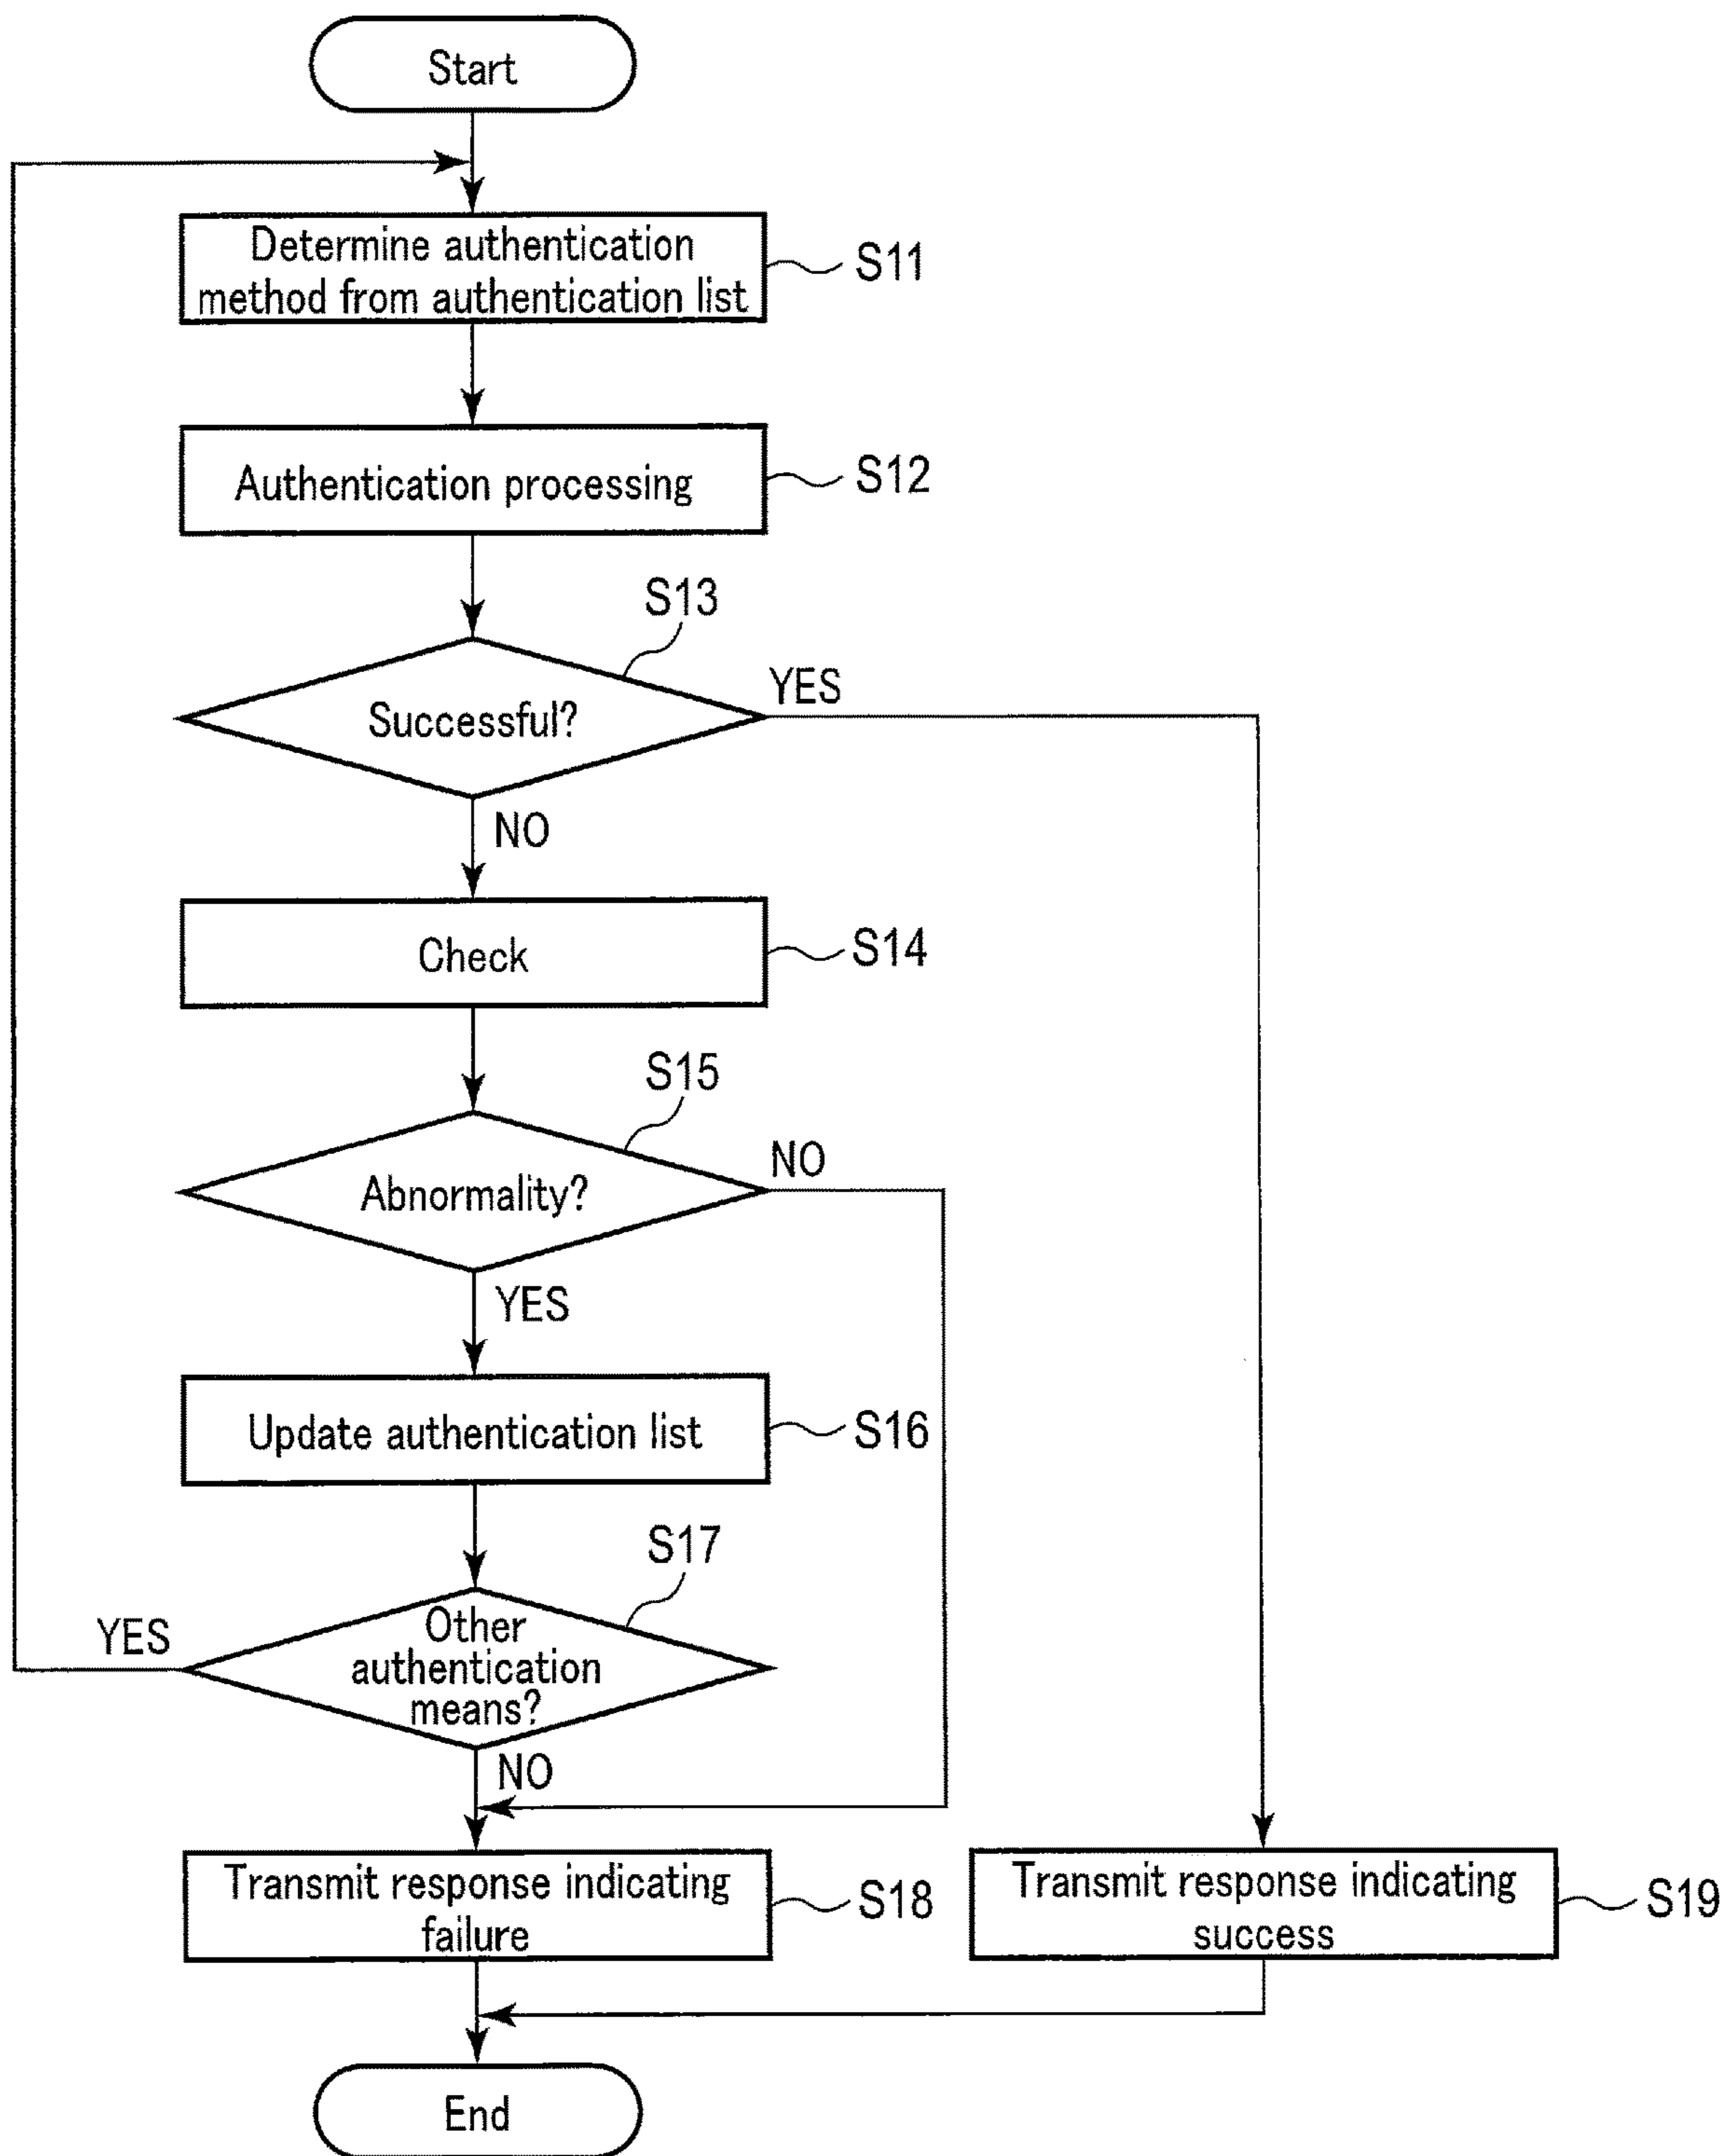 Start
Determine authentication
method from authentication list
S11
Authentication processing
S12
S13
Successful?
YES
NO
Check
S14
S15
Abnormality?
NO
YES
Update authentication list
S16
S17
Other
authentication
means?
YES
NO
Transmit response indicating
failure
S18
Transmit response indicating
success
S19
End